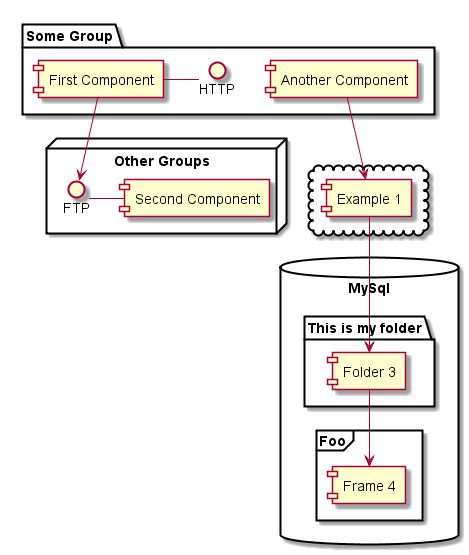 Some Group
First Component
HTTP
Another Component
Other Groups
FTP
Second Component
Example 1
MySql
This is my folder
Folder 3
Foo
Frame 4